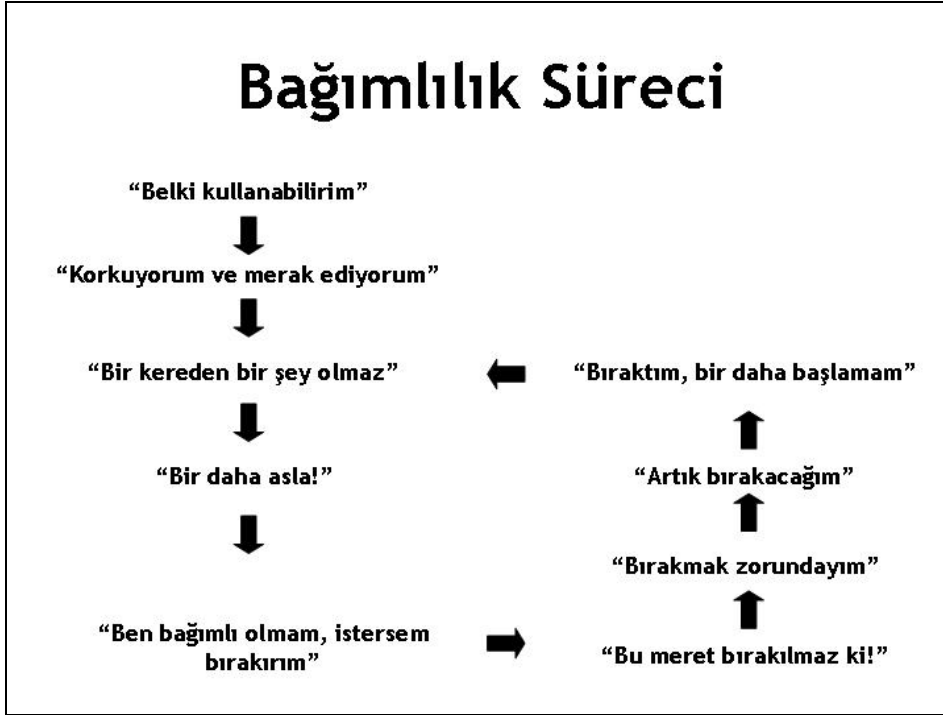 Bağımlılık Süreci
“Belki kullanabilirim”
“Korkuyorum ve merak ediyorum”
“Bir kereden bir şey olmaz”
“Bir daha asla!”
“Ben bağımlı olmam, istersem
bırakırım”
“Bu meret bırakılmaz ki!”
“Bırakmak zorundayım”
“Artık bırakacağım”
“Bıraktım, bir daha başlamam”